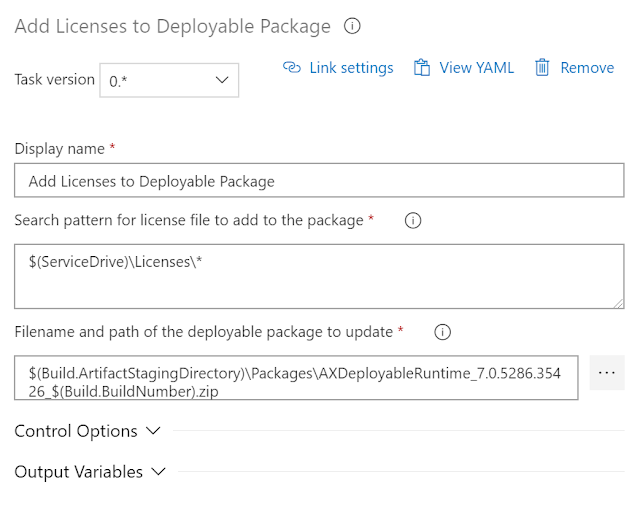 Add Licenses to Deployable Package
Task version 0.* Link settings View YAML Remove
Display name *
Add Licenses to Deployable Package
Search pattern for license file to add to the package *
$(ServiceDrive)\Licenses\*
Filename and path of the deployable package to update *
$(Build.ArtifactStagingDirectory)\Packages\AXDeployableRuntime_7.0.5286.354
26_$(Build.BuildNumber).zip
Control Options
Output Variables